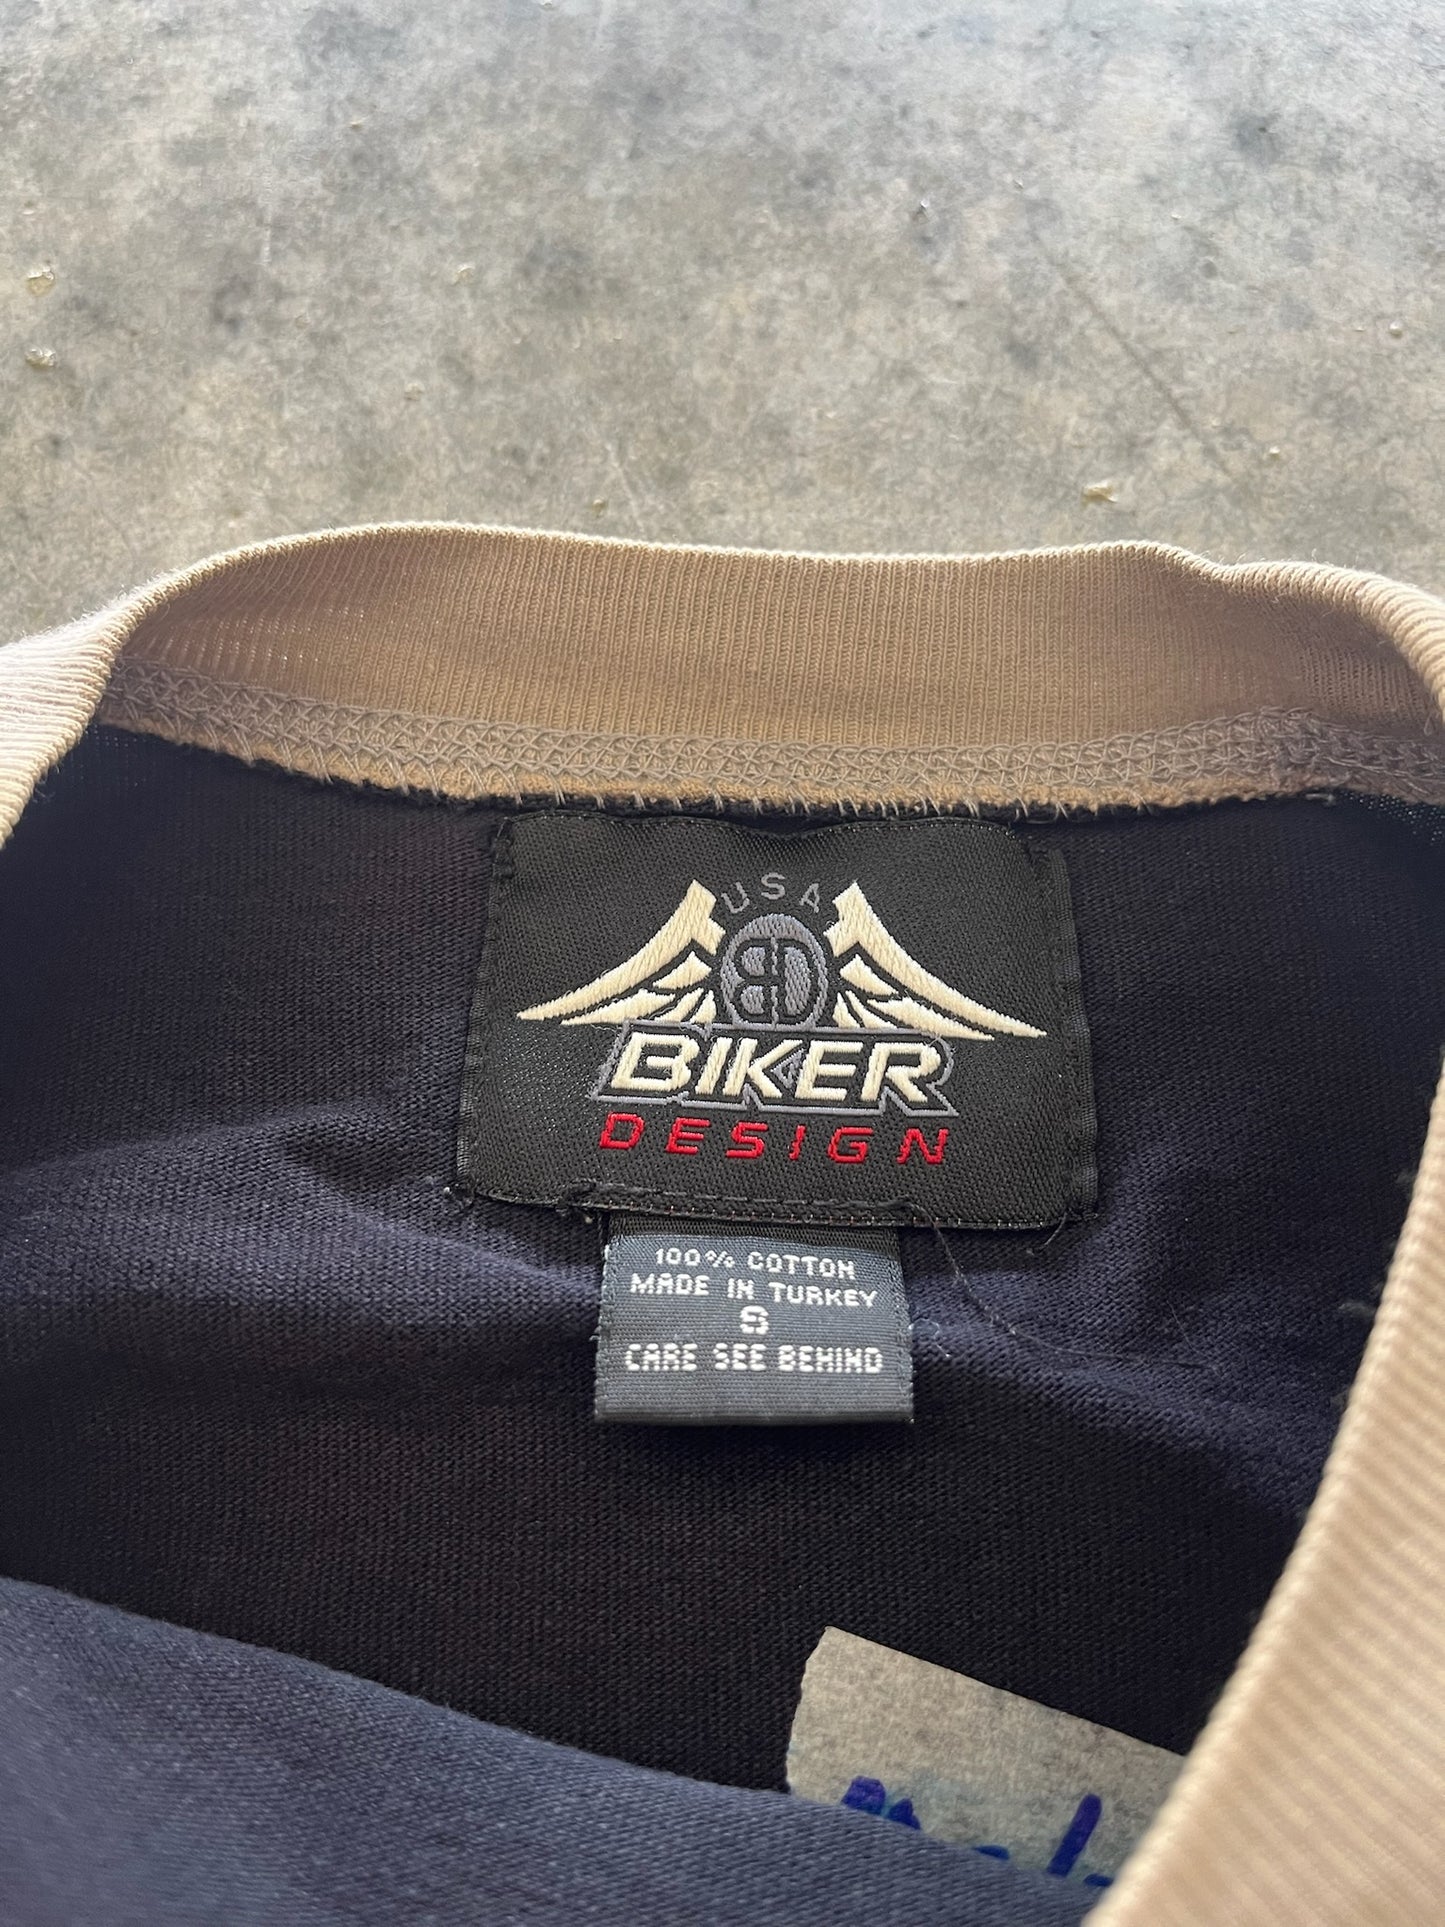 USA
BD
BIKER
DESIGN
100% COTTON
MADE IN TURKEY
S
CARE SEE BEHIND